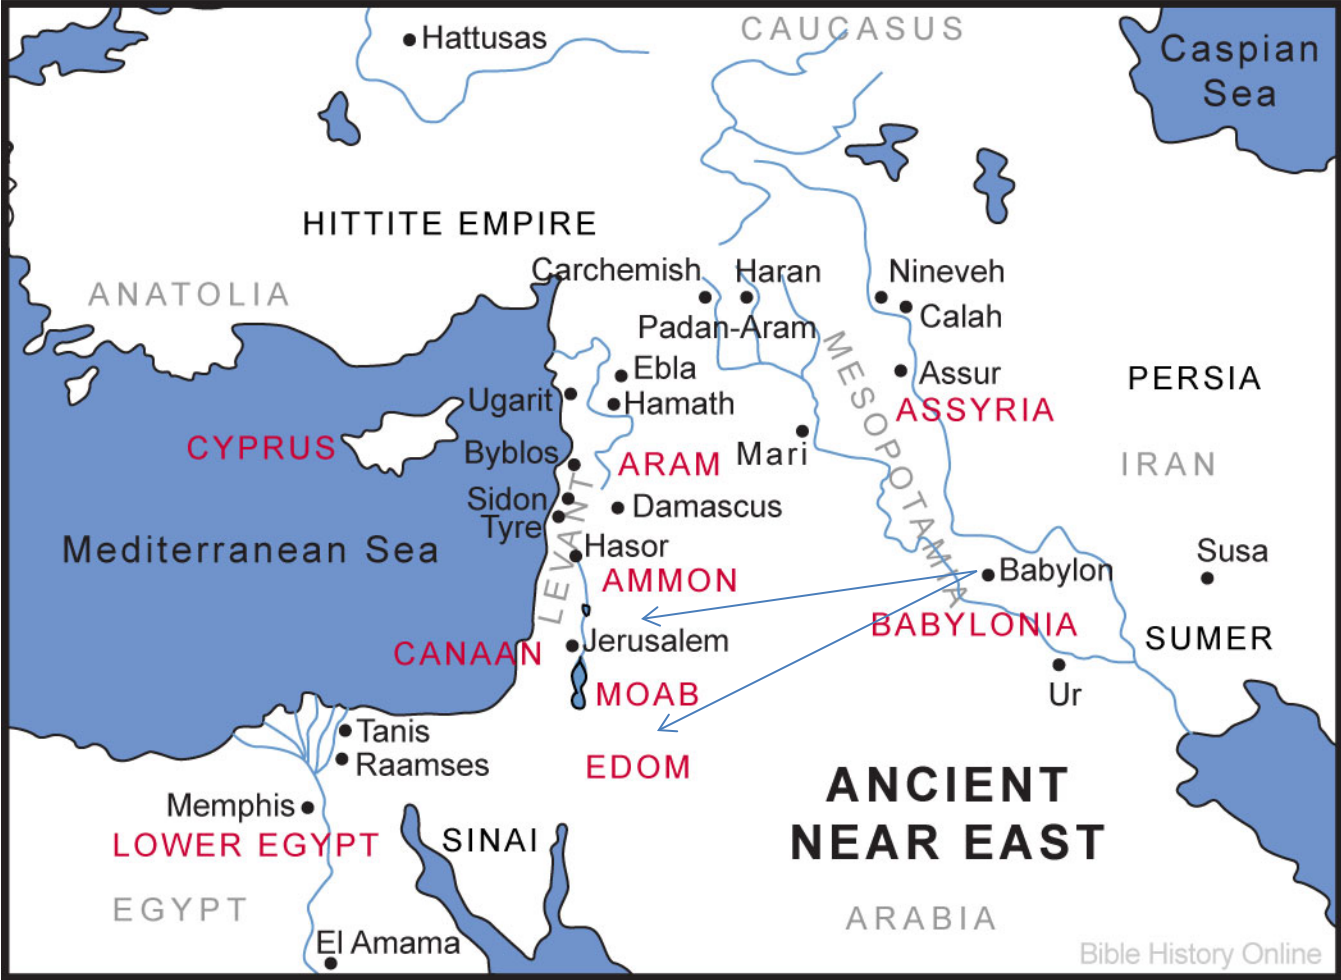 CAUCASUS
Hattusas
Caspian
Sea
HITTITE EMPIRE
ANATOLIA
Carchemish
Haran
Nineveh
Calah
Padan-Aram
MESOPOTAMIA
Ebla
Assur
PERSIA
Ugarit
Hamath
ASSYRIA
CYPRUS
Byblos
ARAM
Mari
IRAN
Sidon
Damascus
Tyre
LEVANT
Mediterranean Sea
Hasor
Susa
AMMON
Babylon
BABYLONIA
SUMER
CANAAN
Jerusalem
MOAB
Ur
Tanis
Raamses
EDOM
ANCIENT
NEAR EAST
Memphis
LOWER EGYPT
SINAI
EGYPT
ARABIA
El Amama
Bible History Online